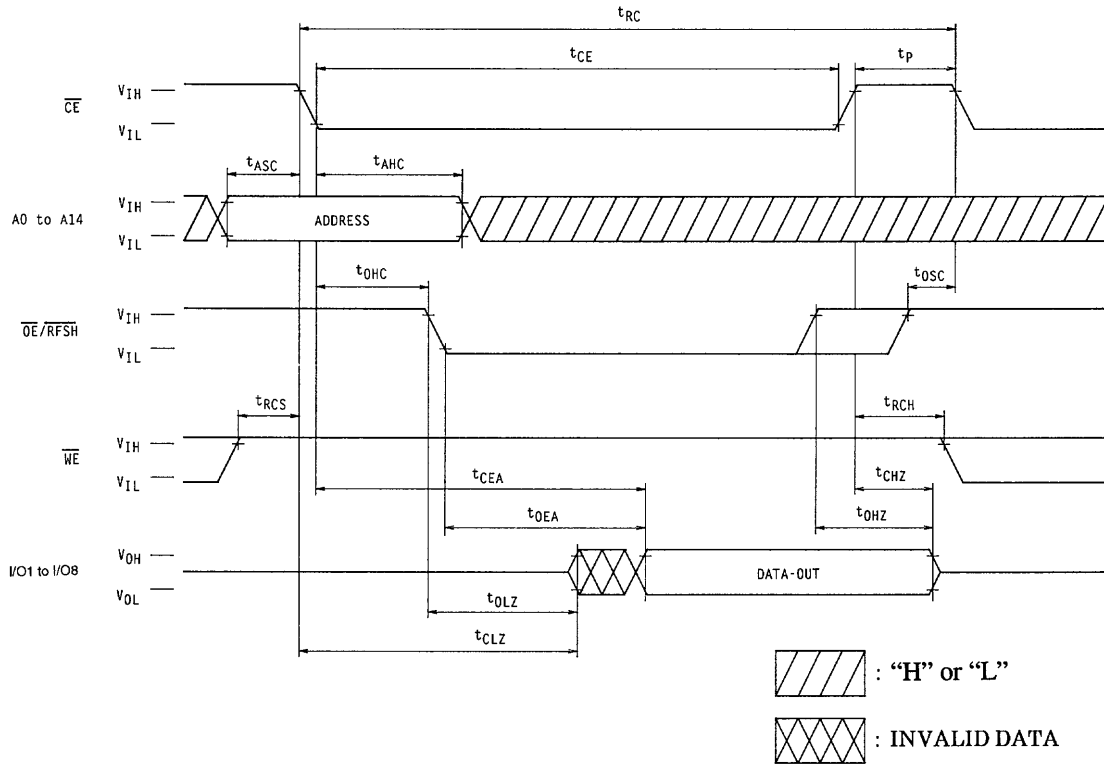 tRC
tCE
tP
CE
VIH
VIL
tASC
tAHC
A0 to A14
VIH
VIL
ADDRESS
tOHC
tOSC
OE/RFSH
VIH
VIL
tRCS
tRCH
WE
VIH
VIL
tCEA
tCHZ
tOEA
tOHZ
I/O1 to I/O8
VOH
VOL
DATA-OUT
tOLZ
tCLZ
: “H” or “L”
: INVALID DATA